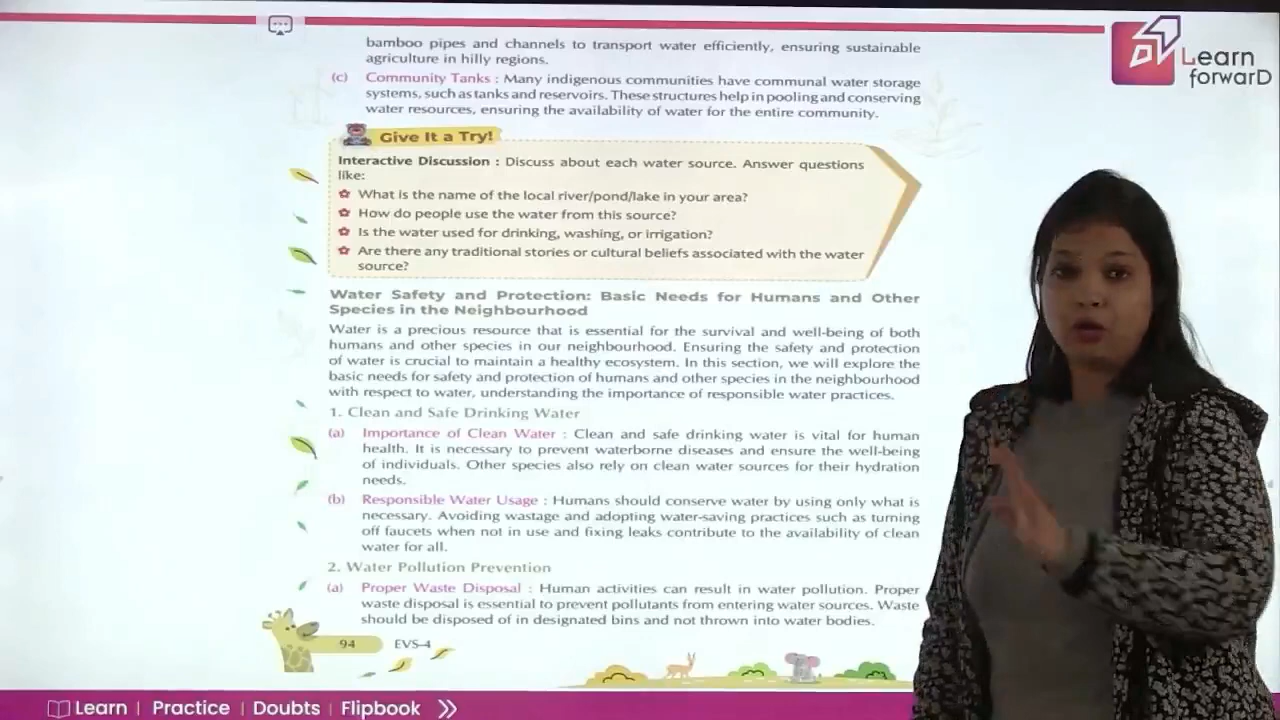 Learn
forwarD
bamboo pipes and channels to transport water efficiently, ensuring sustainable
agriculture in hilly regions.
(c) Community Tanks : Many indigenous communities have communal water storage
systems, such as tanks and reservoirs. These structures help in pooling and conserving
water resources, ensuring the availability of water for the entire community.
Give It a Try!
Interactive Discussion : Discuss about each water source. Answer questions
like:
What is the name of the local river/pond/lake in your area?
How do people use the water from this source?
Is the water used for drinking, washing, or irrigation?
Are there any traditional stories or cultural beliefs associated with the water
source?
Water Safety and Protection: Basic Needs for Humans and Other
Species in the Neighbourhood
Water is a precious resource that is essential for the survival and well-being of both
humans and other species in our neighbourhood. Ensuring the safety and protection
of water is crucial to maintain a healthy ecosystem. In this section, we will explore the
basic needs for safety and protection of humans and other species in the neighbourhood
with respect to water, understanding the importance of responsible water practices.
1. Clean and Safe Drinking Water
(a) Importance of Clean Water : Clean and safe drinking water is vital for human
health. It is necessary to prevent waterborne diseases and ensure the well-being
of individuals. Other species also rely on clean water sources for their hydration
needs.
(b) Responsible Water Usage : Humans should conserve water by using only what is
necessary. Avoiding wastage and adopting water-saving practices such as turning
off faucets when not in use and fixing leaks contribute to the availability of clean
water for all.
2. Water Pollution Prevention
(a) Proper Waste Disposal : Human activities can result in water pollution. Proper
waste disposal is essential to prevent pollutants from entering water sources. Waste
should be disposed of in designated bins and not thrown into water bodies.
94 EVS-4
Learn | Practice | Doubts | Flipbook